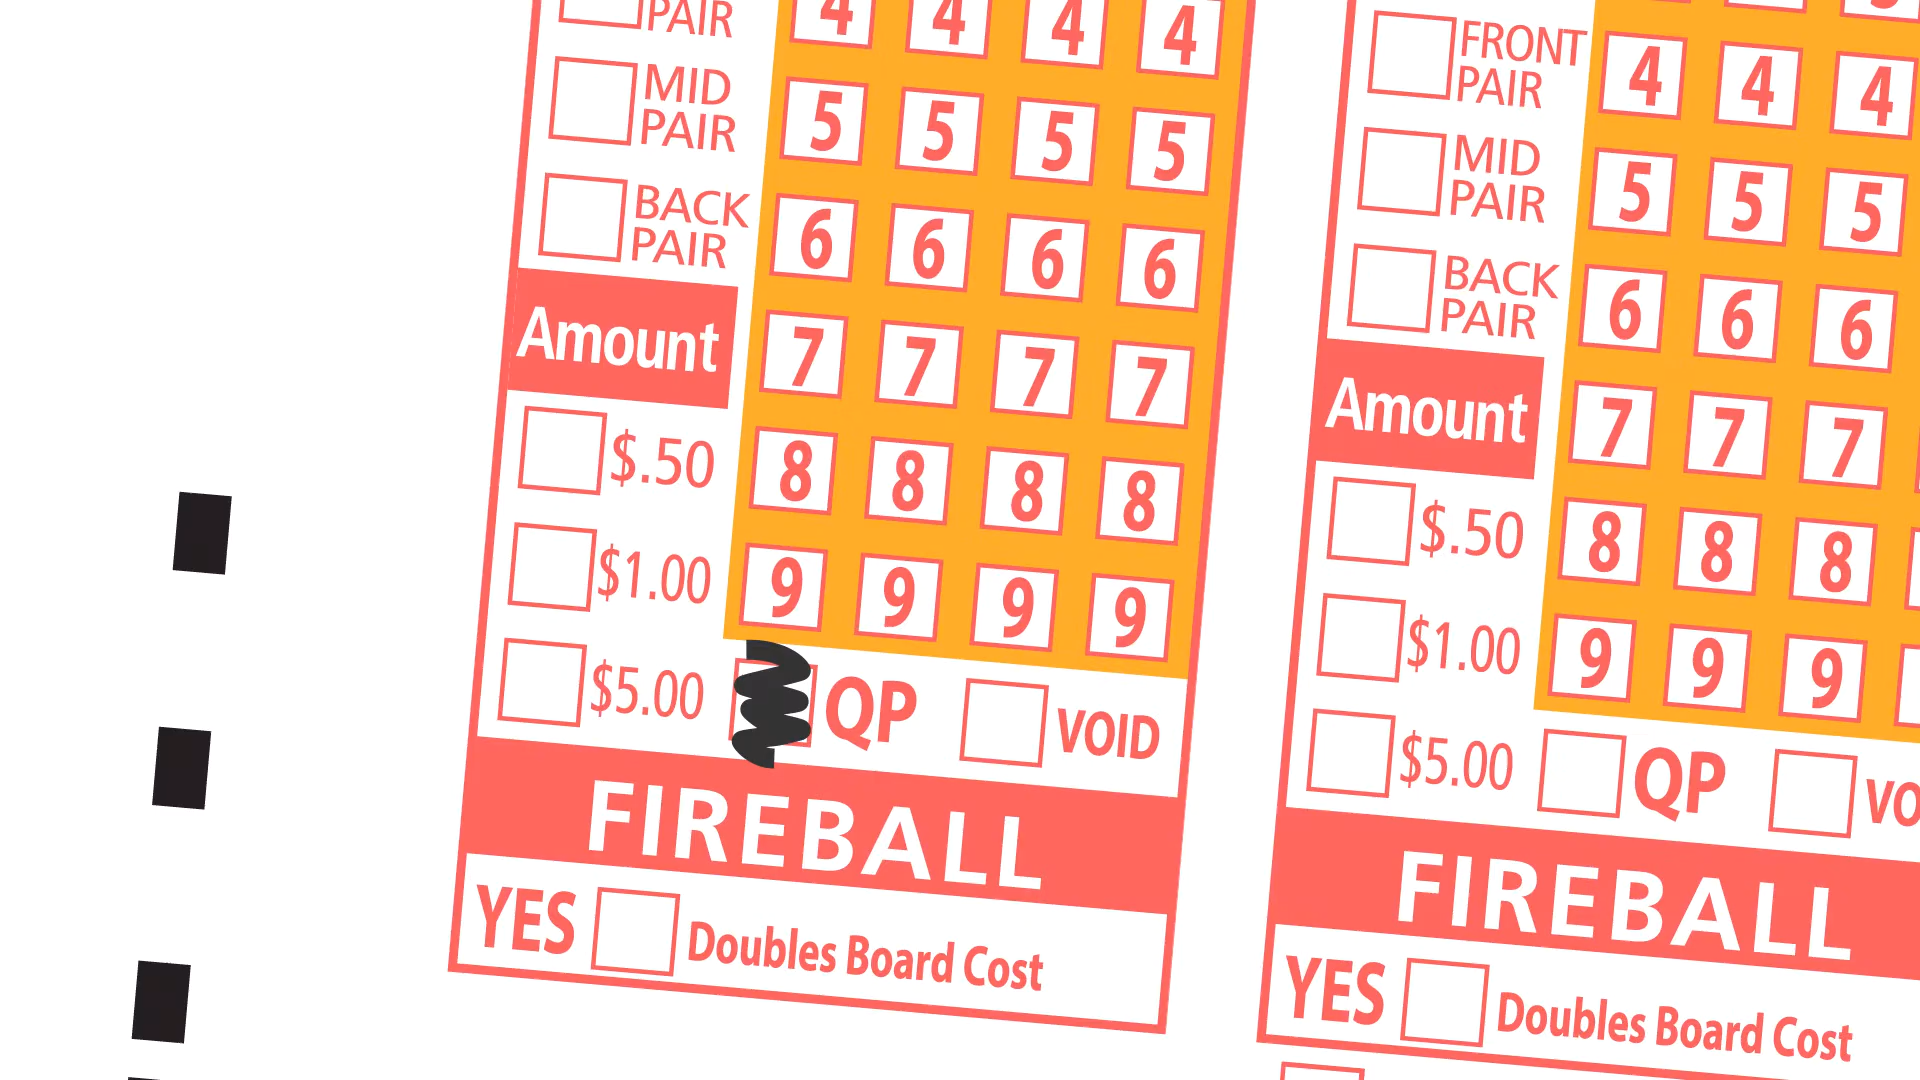 PAIR
MID
PAIR
BACK
PAIR
Amount
$.50
$1.00
$5.00
4 4 4 4
5 5 5 5
6 6 6 6
7 7 7 7
8 8 8 8
9 9 9 9
QP VOID
FIREBALL
YES Doubles Board Cost
FRONT
PAIR
MID
PAIR
BACK
PAIR
Amount
$.50
$1.00
$5.00
4 4 4
5 5 5
6 6 6
7 7 7
8 8 8
9 9 9
QP VO
FIREBALL
YES Doubles Board Cost